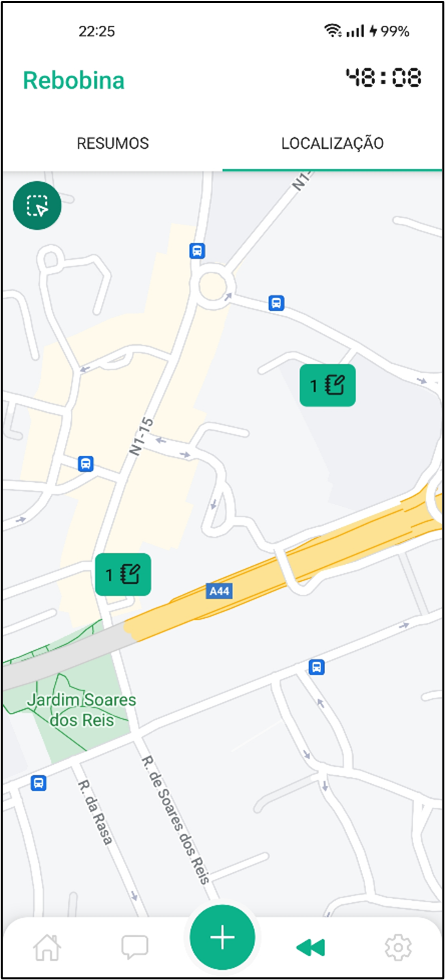 22:25
99%
Rebobina
48:08
RESUMOS
LOCALIZAÇÃO
N1-
1
N1-15
1
A44
Jardim Soares
dos Reis
R. da Rasa
R. de Soares dos Reis